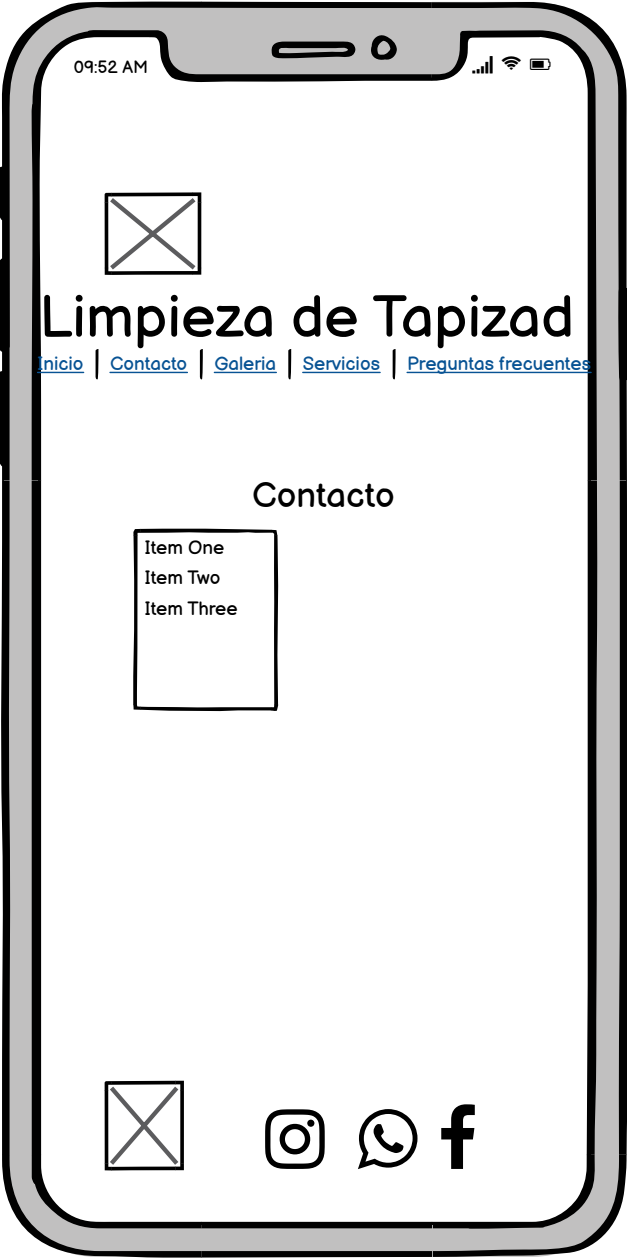 09:52 AM
Limpieza de Tapizad
Inicio | Contacto | Galeria | Servicios | Preguntas frecuentes
Contacto
Item One
Item Two
Item Three